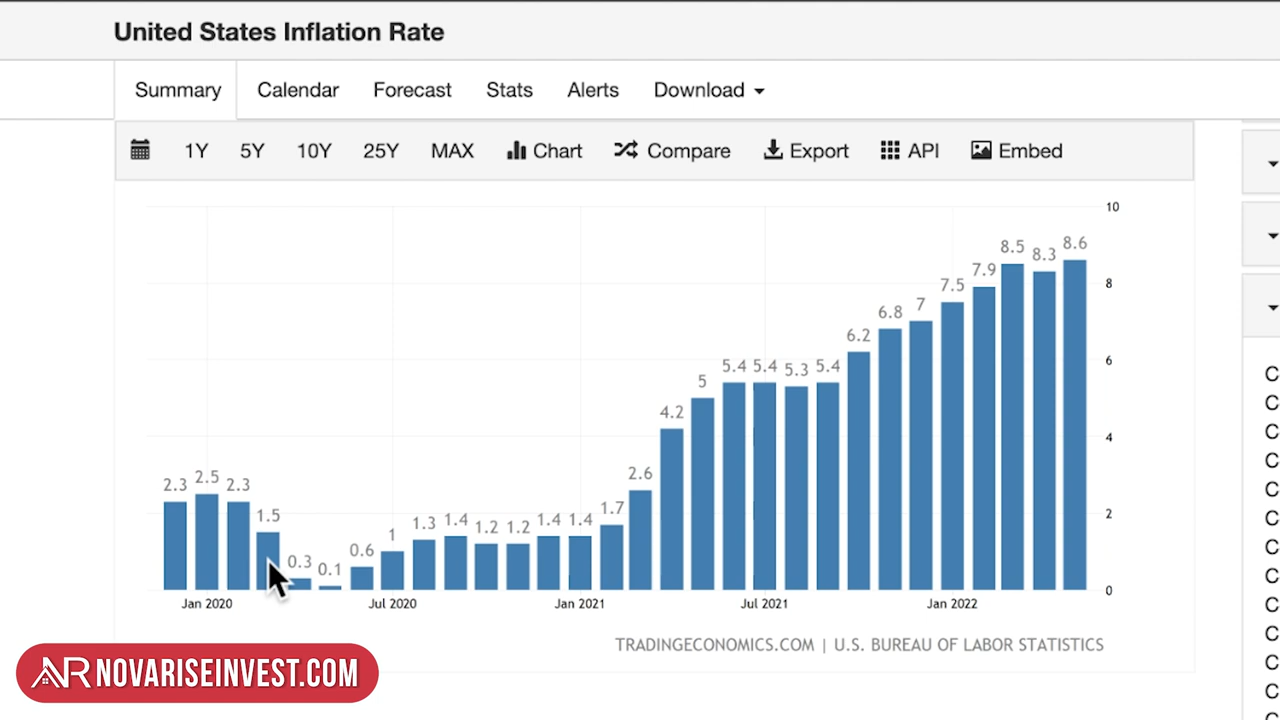 United States Inflation Rate
Summary Calendar Forecast Stats Alerts Download
1Y 5Y 10Y 25Y MAX Chart Compare Export API Embed
10
8
6
4
2
0
2.3 2.5 2.3 1.5 0.3 0.1 0.6 1 1.3 1.4 1.2 1.2 1.4 1.4 1.7 2.6 4.2 5 5.4 5.4 5.3 5.4 6.2 6.8 7 7.5 7.9 8.5 8.3 8.6
Jan 2020 Jul 2020 Jan 2021 Jul 2021 Jan 2022
TRADINGECONOMICS.COM | U.S. BUREAU OF LABOR STATISTICS
NOVARISEINVEST.COM
C
C
C
C
C
C
C
C
C
C
C
C